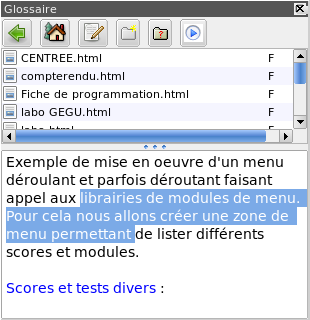 Glossaire
CENTREE.html F
compterendu.html F
Fiche de programmation.html F
labo GEGU.html F
labo.html F
Exemple de mise en oeuvre d'un menu
déroulant et parfois déroutant faisant
appel aux librairies de modules de menu.
Pour cela nous allons créer une zone de
menu permettant de lister différents
scores et modules.
Scores et tests divers :